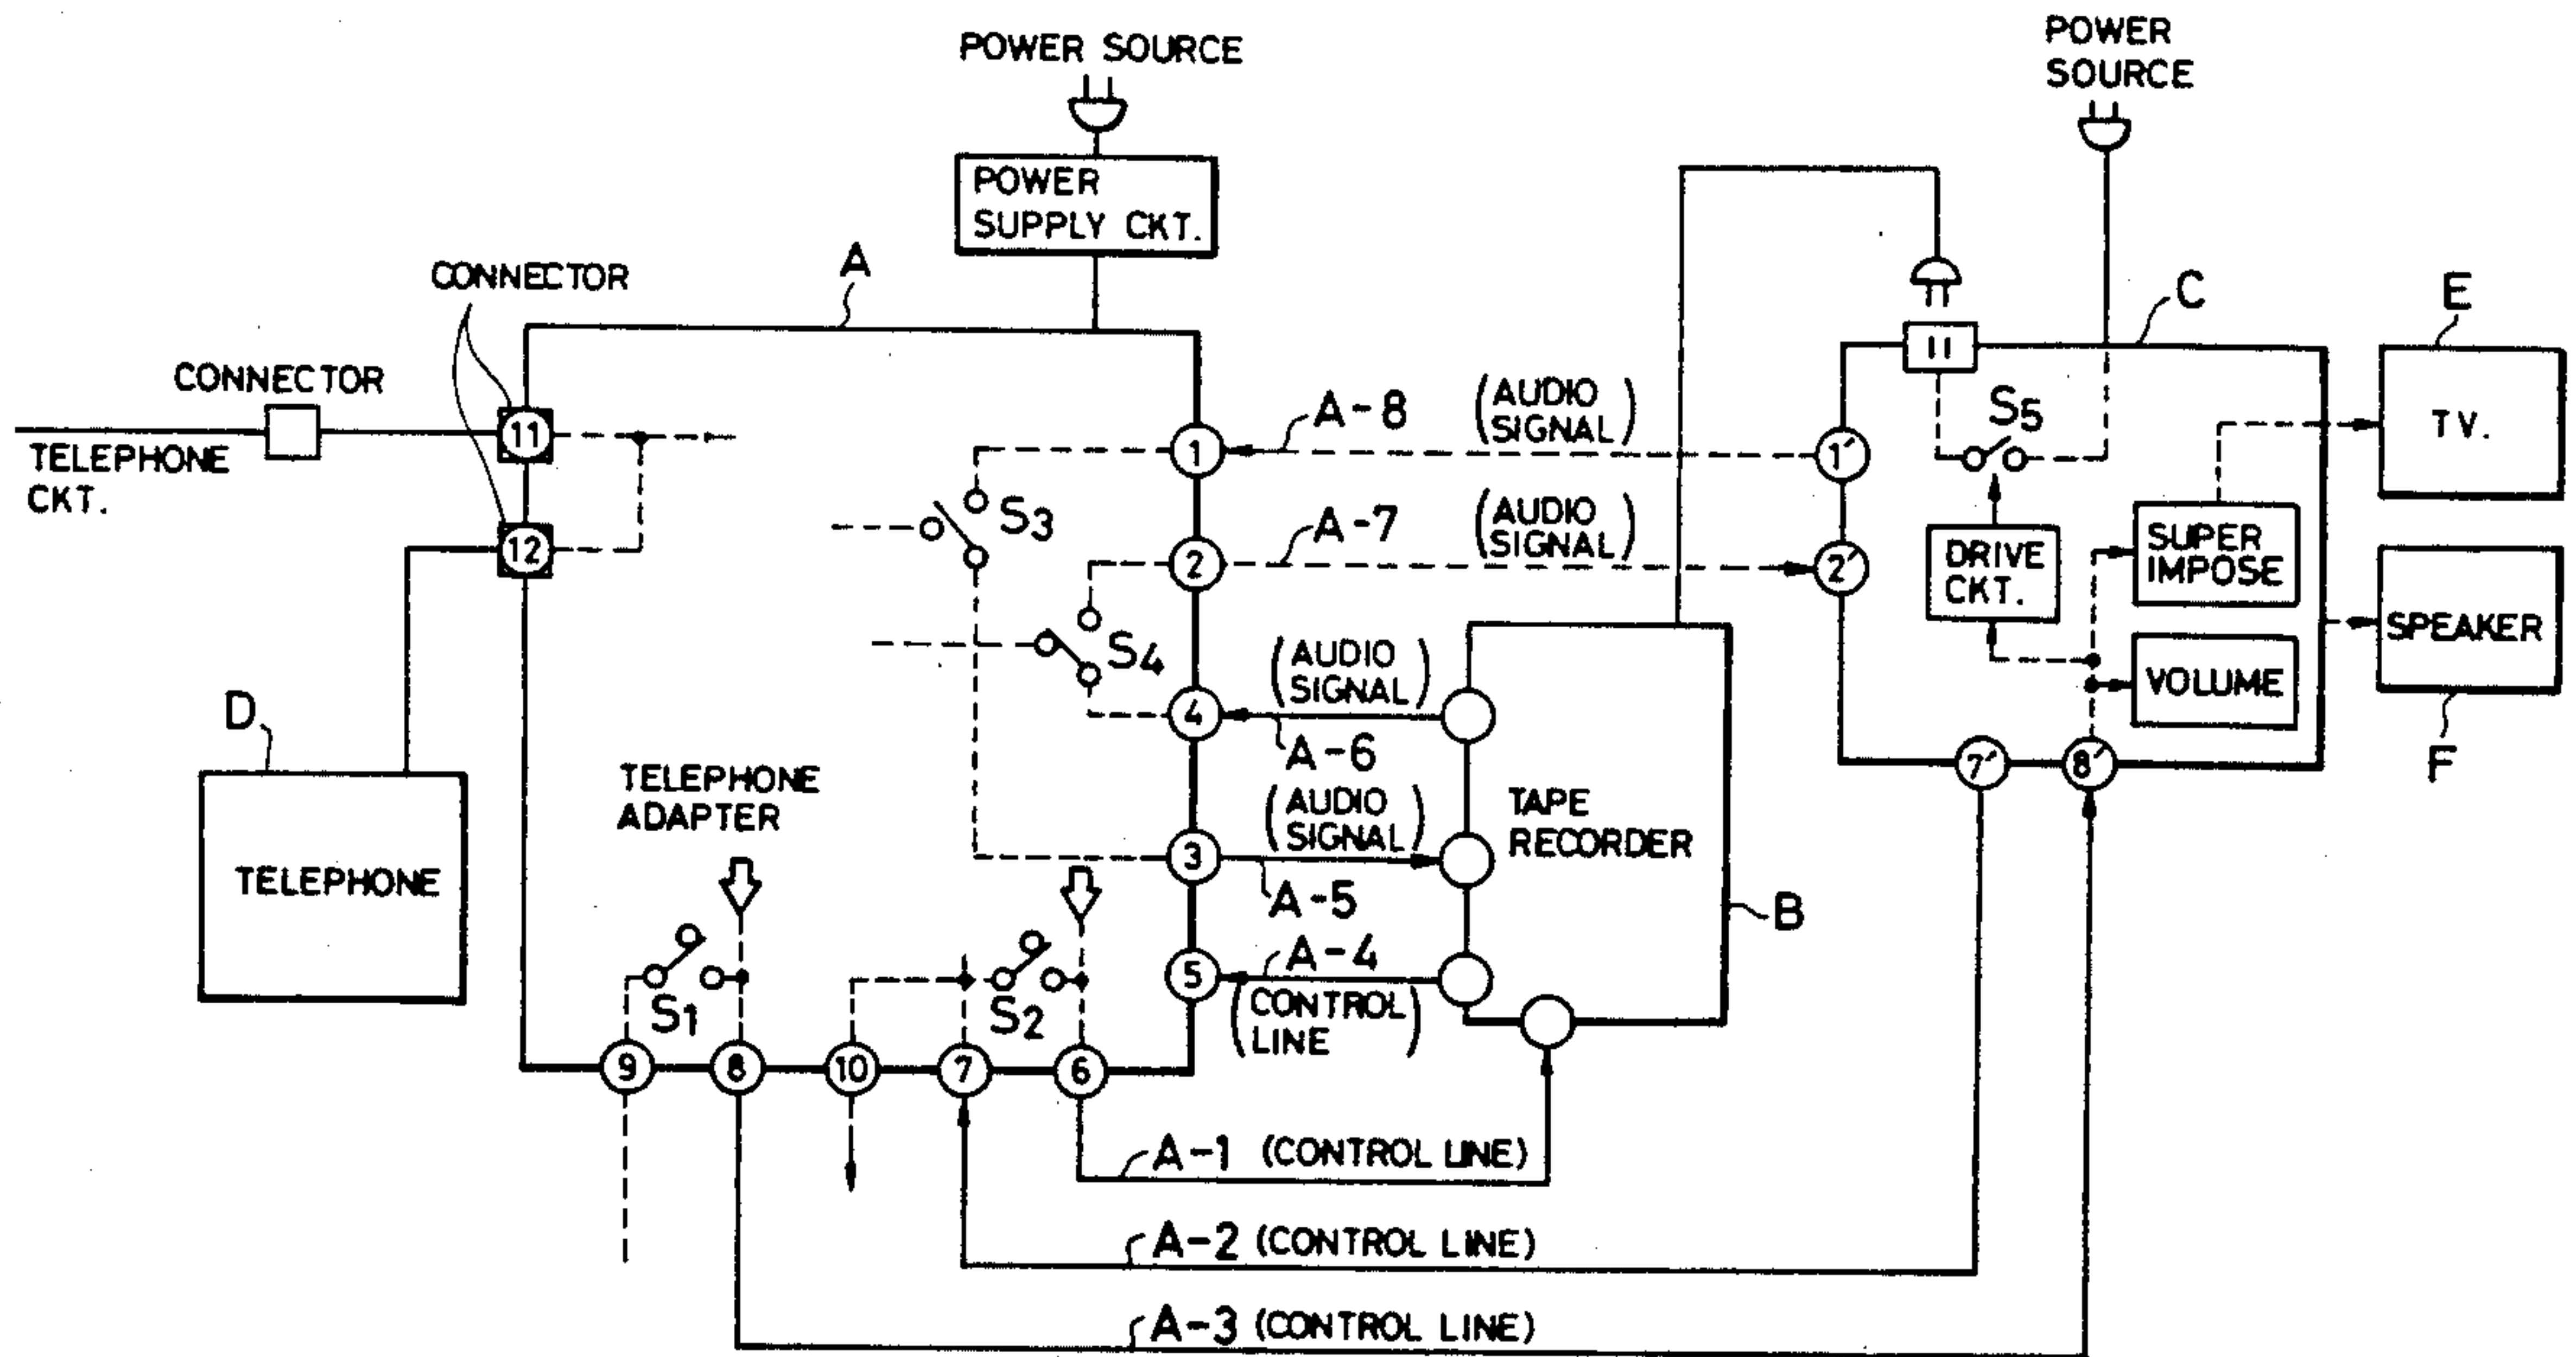 POWER SOURCE
POWER
SOURCE
POWER
SUPPLY CKT.
CONNECTOR
A
C
E
CONNECTOR
TELEPHONE
CKT.
11
12
1
A-8
(AUDIO
SIGNAL)
1'
S5
T V.
S3
2
A-7
(AUDIO
SIGNAL)
2'
DRIVE
CKT.
SUPER
IMPOSE
SPEAKER
S4
4
(AUDIO
SIGNAL)
A-6
VOLUME
7'
8'
F
D
TELEPHONE
TELEPHONE
ADAPTER
3
(AUDIO
SIGNAL)
A-5
TAPE
RECORDER
B
5
A-4
(CONTROL
LINE)
S1
S2
9
8
10
7
6
A-1 (CONTROL LINE)
A-2 (CONTROL LINE)
A-3 (CONTROL LINE)